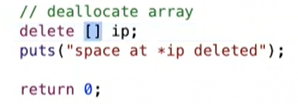 // deallocate array
delete [] ip;
puts("space at *ip deleted");
return 0;